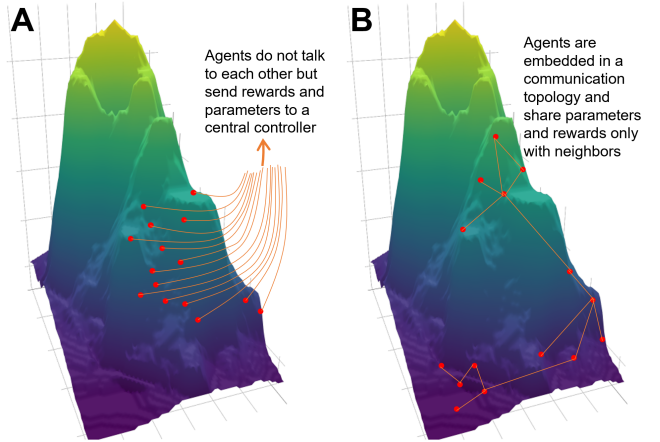 A
Agents do not talk
to each other but
send rewards and
parameters to a
central controller
B
Agents are
embedded in a
communication
topology and
share parameters
and rewards only
with neighbors